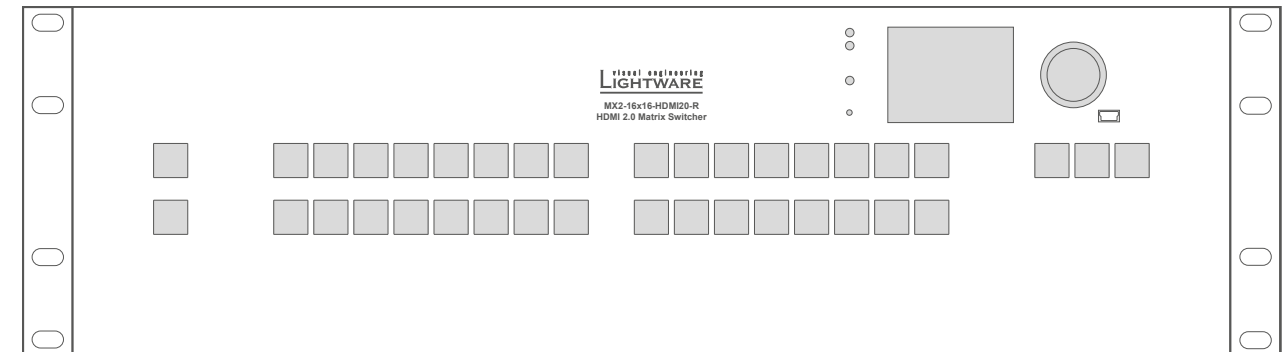 visual engineering
LIGHTWARE
MX2-16x16-HDMI20-R
HDMI 2.0 Matrix Switcher